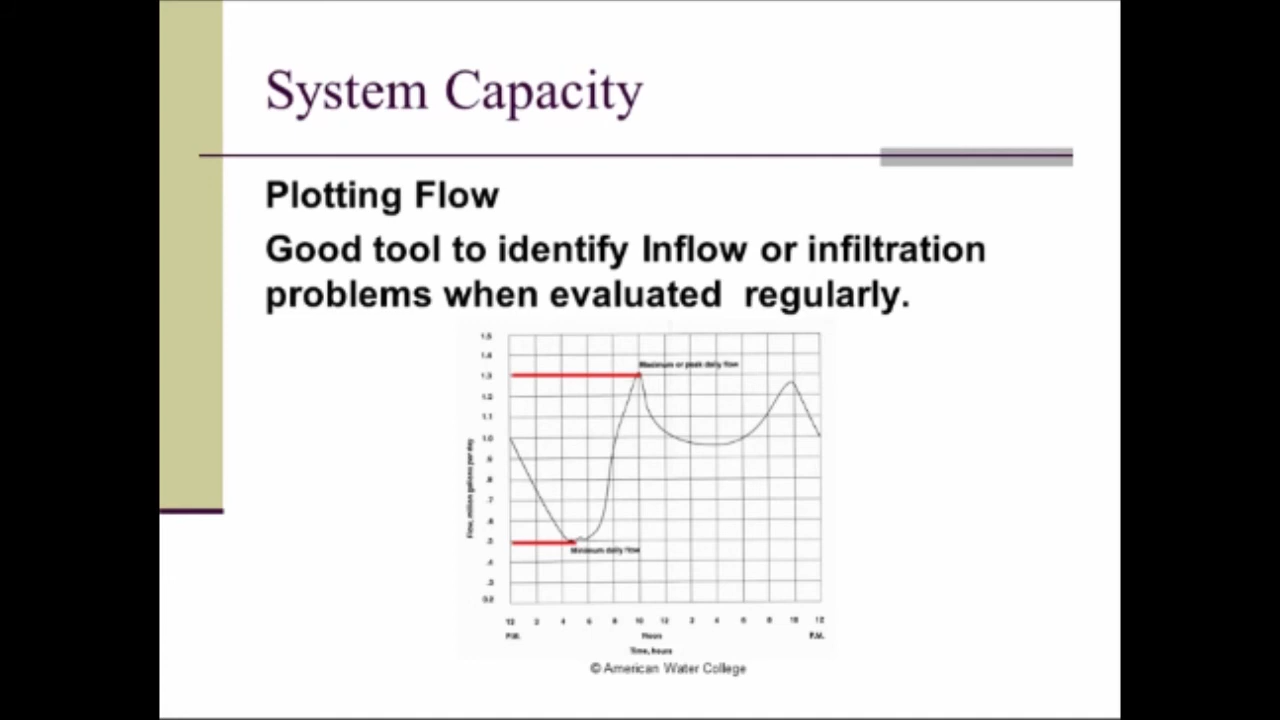 System Capacity
Plotting Flow
Good tool to identify Inflow or infiltration
problems when evaluated regularly.
1.5
1.4
Maximum or peak daily flow
1.3
1.2
1.1
1.0
.9
.8
.7
.6
.5
Minimum daily flow
.4
.3
0.2
Flow, million gallons per day
12 2 4 6 8 10 12 2 4 6 8 10 12
P.M. Noon P.M.
Time, hours
© American Water College